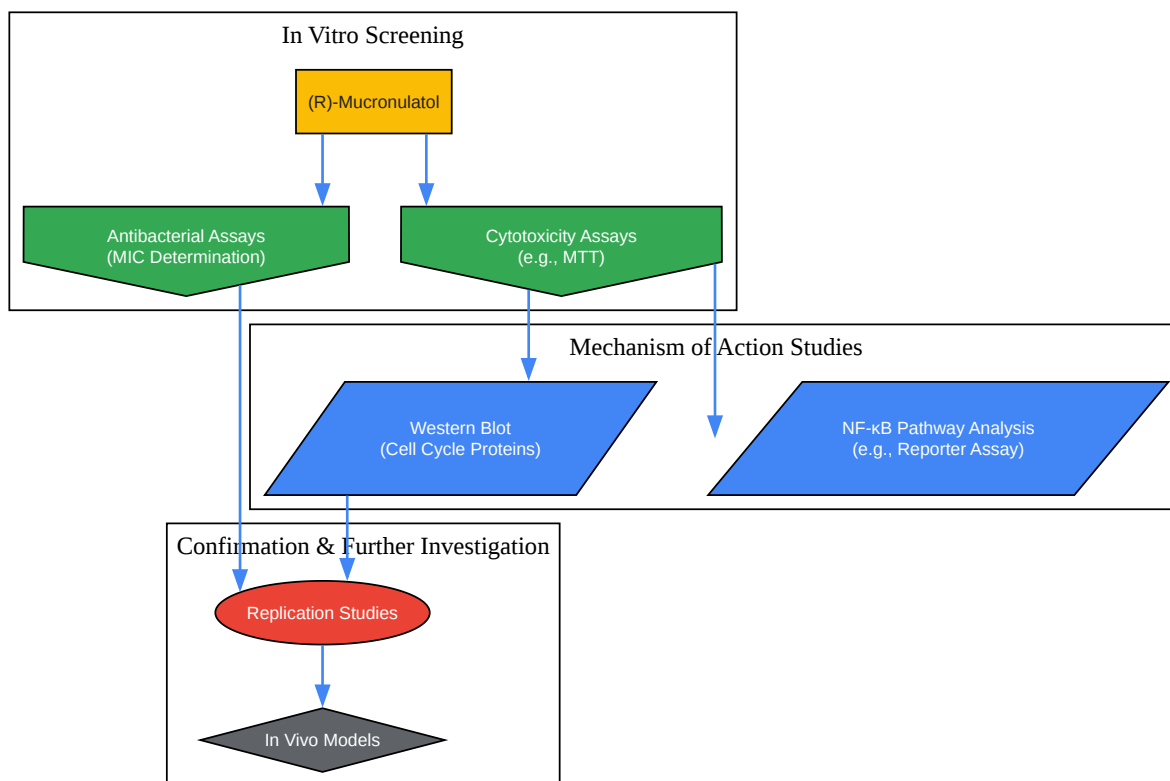 In Vitro Screening
(R)-Mucronulatol
Antibacterial Assays
(MIC Determination)
Cytotoxicity Assays
(e.g., MTT)
Mechanism of Action Studies
Western Blot
(Cell Cycle Proteins)
NF-κB Pathway Analysis
(e.g., Reporter Assay)
Confirmation & Further Investigation
Replication Studies
In Vivo Models